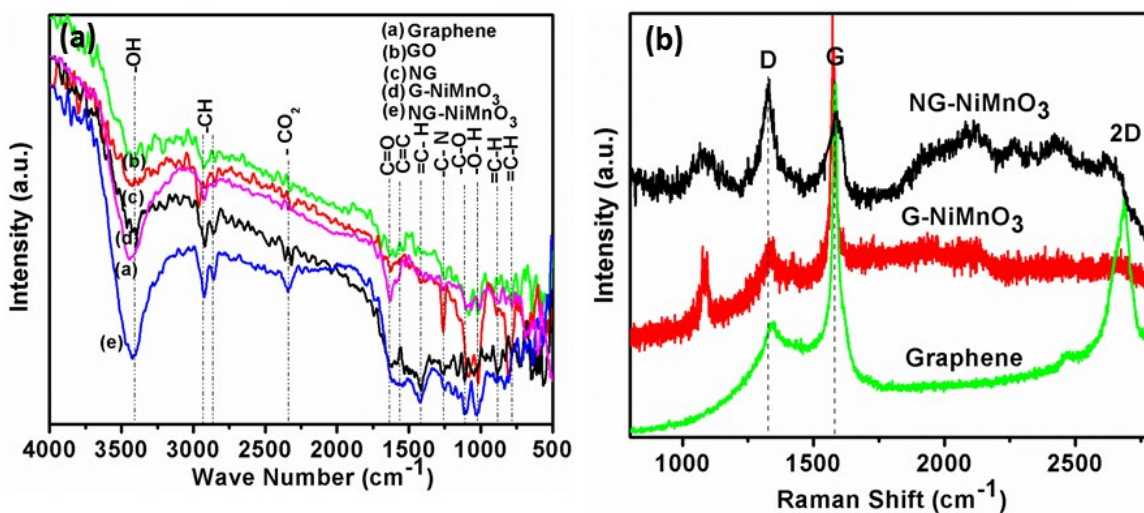 (a)
-OH
-CH
CO₂
(a) Graphene
(b) GO
(c) NG
(d) G-NiMnO₃
(e) NG-NiMnO₃
C=O
C=C
=C-H
-C-N
-C-O
-O-H
=C-H
=C-H
(b)
(c)
(d)
(a)
(e)
Intensity (a.u.)
4000 3500 3000 2500 2000 1500 1000 500
Wave Number (cm⁻¹)
(b)
D
G
2D
NG-NiMnO₃
G-NiMnO₃
Graphene
Intensity (a.u.)
1000 1500 2000 2500
Raman Shift (cm⁻¹)